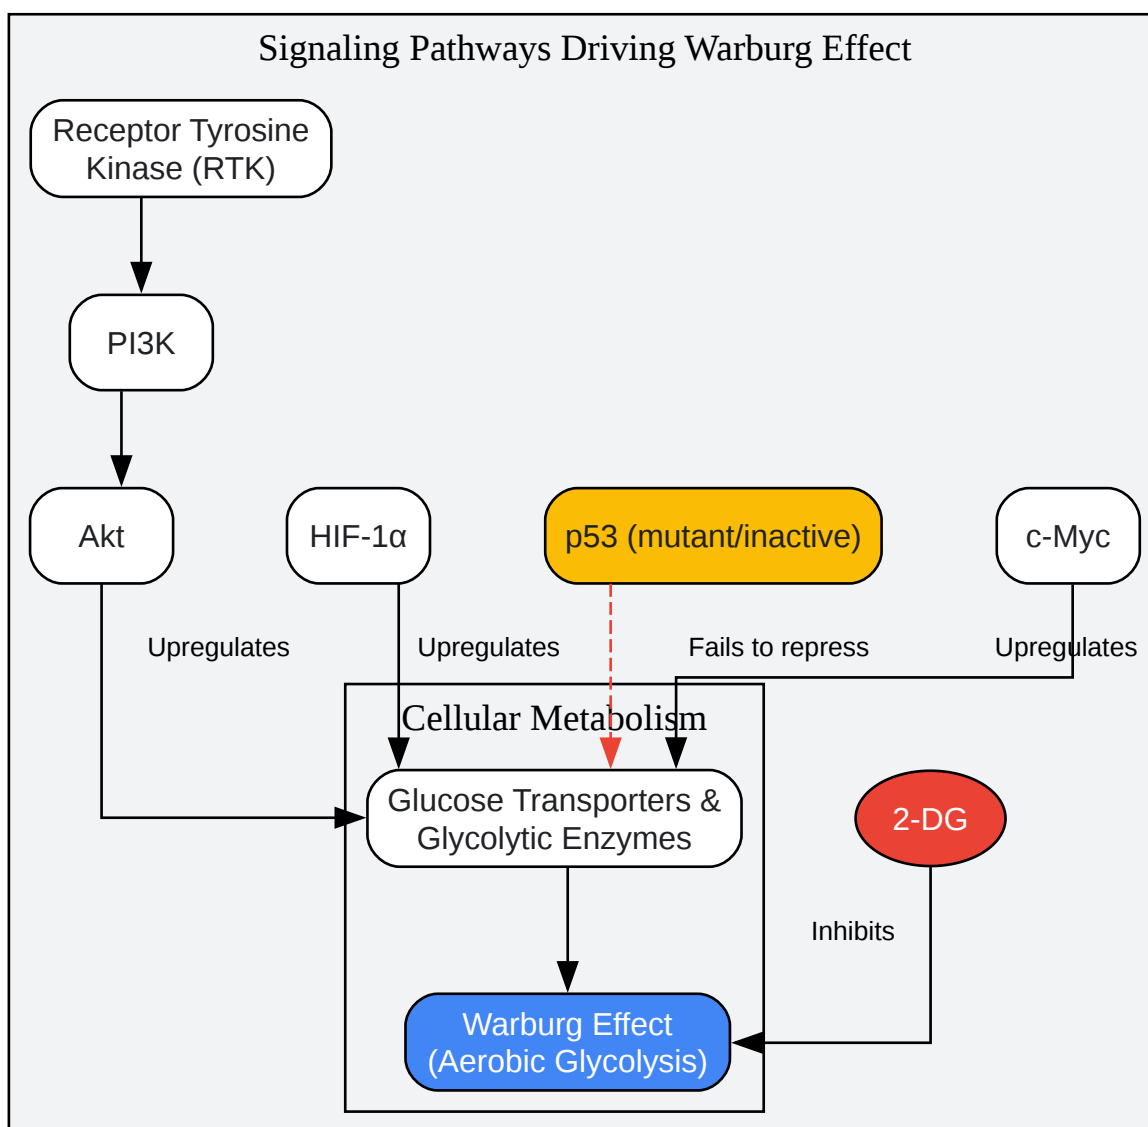 Signaling Pathways Driving Warburg Effect
Receptor Tyrosine
Kinase (RTK)
PI3K
Akt
HIF-1α
p53 (mutant/inactive)
c-Myc
Upregulates
Upregulates
Fails to repress
Upregulates
Cellular Metabolism
Glucose Transporters &
Glycolytic Enzymes
2-DG
Inhibits
Warburg Effect
(Aerobic Glycolysis)